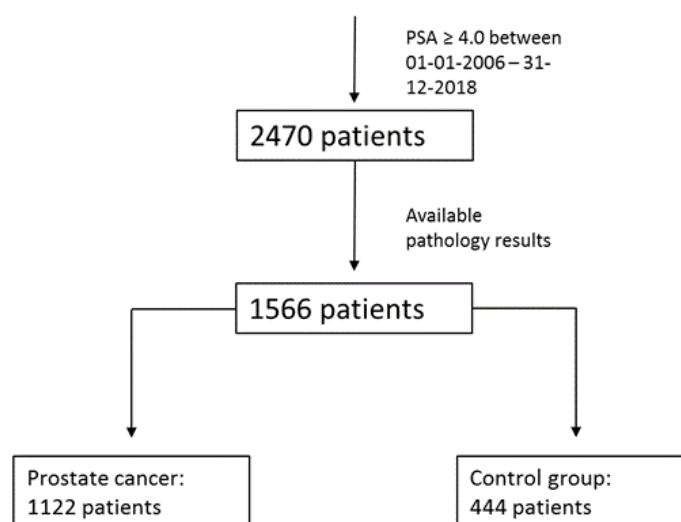 PSA ≥ 4.0 between
01-01-2006 – 31-
12-2018
2470 patients
Available
pathology results
1566 patients
Prostate cancer:
1122 patients
Control group:
444 patients